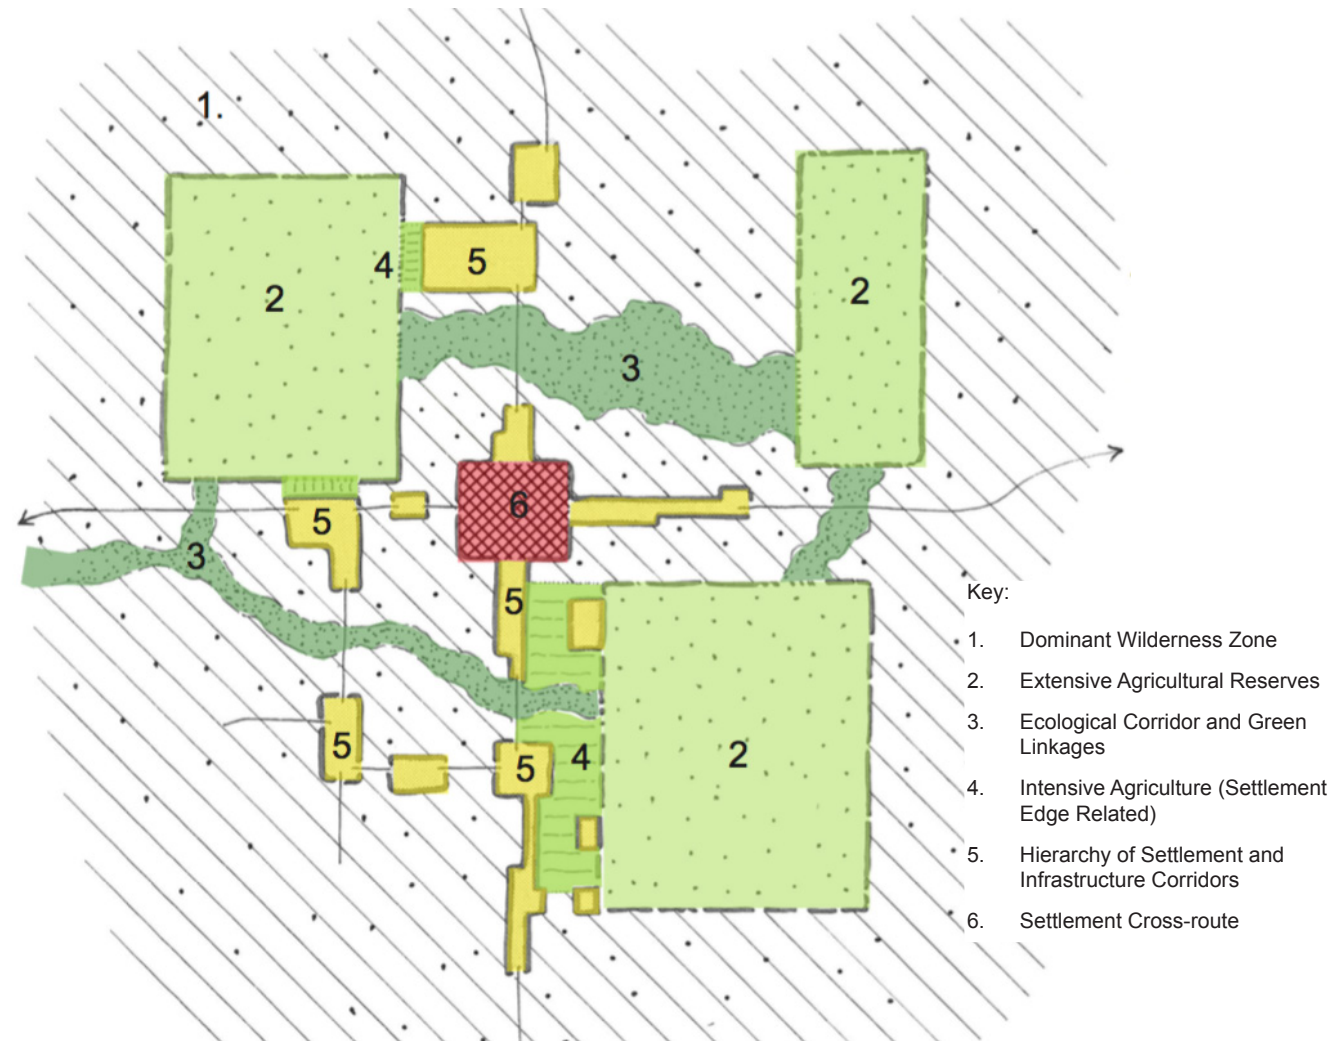 1.
2
4
5
2
3
6
5
3
5
5
5
4
2
Key:
1. Dominant Wilderness Zone
2. Extensive Agricultural Reserves
3. Ecological Corridor and Green
Linkages
4. Intensive Agriculture (Settlement
Edge Related)
5. Hierarchy of Settlement and
Infrastructure Corridors
6. Settlement Cross-route